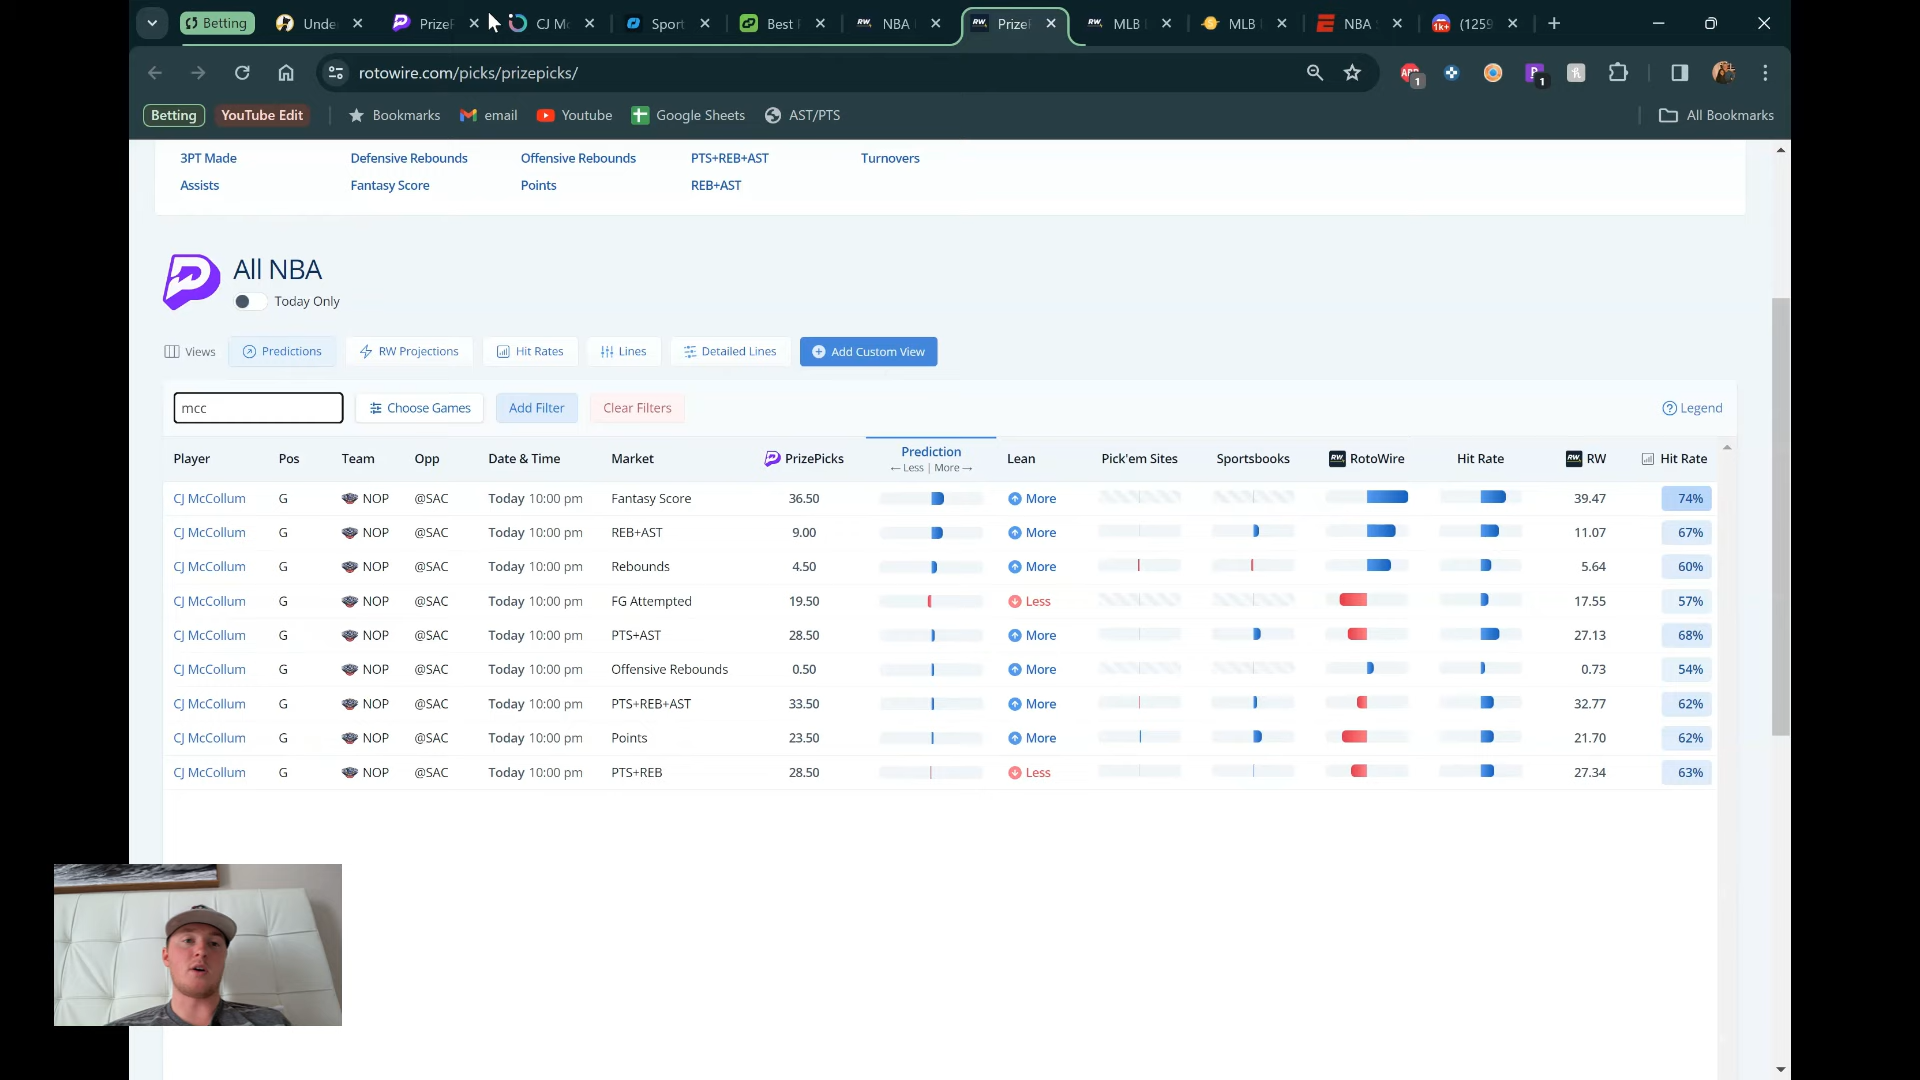 Betting Under PrizeP CJ Mc Sport Best P NBA PrizeP MLB MLB NBA (1259
rotowire.com/picks/prizepicks/
Betting YouTube Edit Bookmarks email Youtube Google Sheets AST/PTS All Bookmarks
3PT Made Defensive Rebounds Offensive Rebounds PTS+REB+AST Turnovers
Assists Fantasy Score Points REB+AST
All NBA
Today Only
Views Predictions RW Projections Hit Rates Lines Detailed Lines Add Custom View
mcc Choose Games Add Filter Clear Filters Legend
Player Pos Team Opp Date & Time Market PrizePicks Prediction Lean Pick'em Sites Sportsbooks RW RotoWire Hit Rate RW RW Hit Rate
← Less | More →
CJ McCollum G NOP @SAC Today 10:00 pm Fantasy Score 36.50 More 39.47 74%
CJ McCollum G NOP @SAC Today 10:00 pm REB+AST 9.00 More 11.07 67%
CJ McCollum G NOP @SAC Today 10:00 pm Rebounds 4.50 More 5.64 60%
CJ McCollum G NOP @SAC Today 10:00 pm FG Attempted 19.50 Less 17.55 57%
CJ McCollum G NOP @SAC Today 10:00 pm PTS+AST 28.50 More 27.13 68%
CJ McCollum G NOP @SAC Today 10:00 pm Offensive Rebounds 0.50 More 0.73 54%
CJ McCollum G NOP @SAC Today 10:00 pm PTS+REB+AST 33.50 More 32.77 62%
CJ McCollum G NOP @SAC Today 10:00 pm Points 23.50 More 21.70 62%
CJ McCollum G NOP @SAC Today 10:00 pm PTS+REB 28.50 Less 27.34 63%